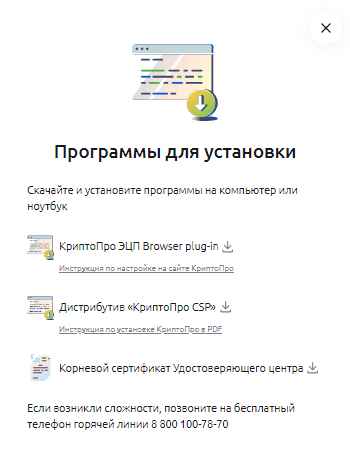 Программы для установки
Скачайте и установите программы на компьютер или
ноутбук
КриптоПро ЭЦП Browser plug-in
Инструкция по настройке на сайте КриптоПро
Дистрибутив «КриптоПро CSP»
Инструкция по установке КриптоПро в PDF
Корневой сертификат Удостоверяющего центра
Если возникли сложности, позвоните на бесплатный
телефон горячей линии 8 800 100-78-70